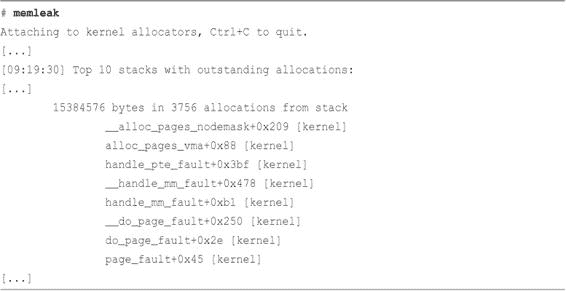 # memleak
Attaching to kernel allocators, Ctrl+C to quit.
[...]
[09:19:30] Top 10 stacks with outstanding allocations:
[...]
15384576 bytes in 3756 allocations from stack
__alloc_pages_nodemask+0x209 [kernel]
alloc_pages_vma+0x88 [kernel]
handle_pte_fault+0x3bf [kernel]
__handle_mm_fault+0x478 [kernel]
handle_mm_fault+0xb1 [kernel]
__do_page_fault+0x250 [kernel]
do_page_fault+0x2e [kernel]
page_fault+0x45 [kernel]
[...]